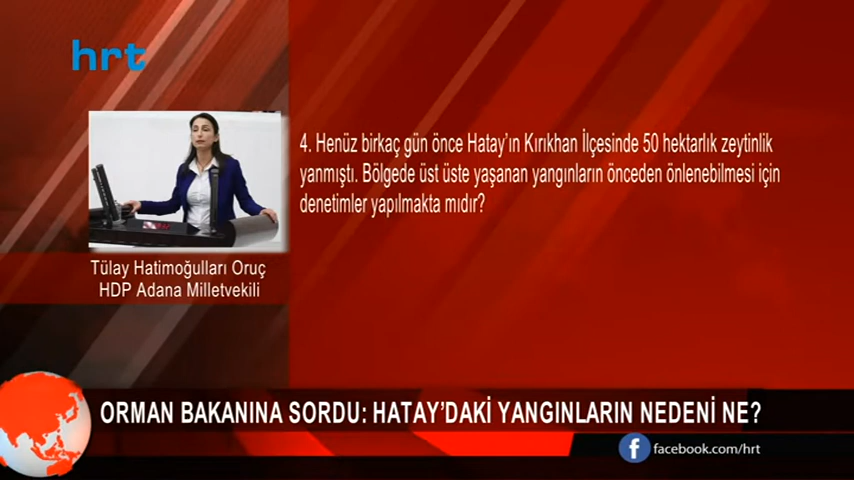 hrt
4. Henüz birkaç gün önce Hatay'ın Kırıkhan İlçesinde 50 hektarlık zeytinlik
yanmıştı. Bölgede üst üste yaşanan yangınların önceden önlenebilmesi için
denetimler yapılmakta mıdır?
Tülay Hatimoğulları Oruç
HDP Adana Milletvekili
ORMAN BAKANINA SORDU: HATAY'DAKİ YANGINLARIN NEDENİ NE?
f facebook.com/hrt